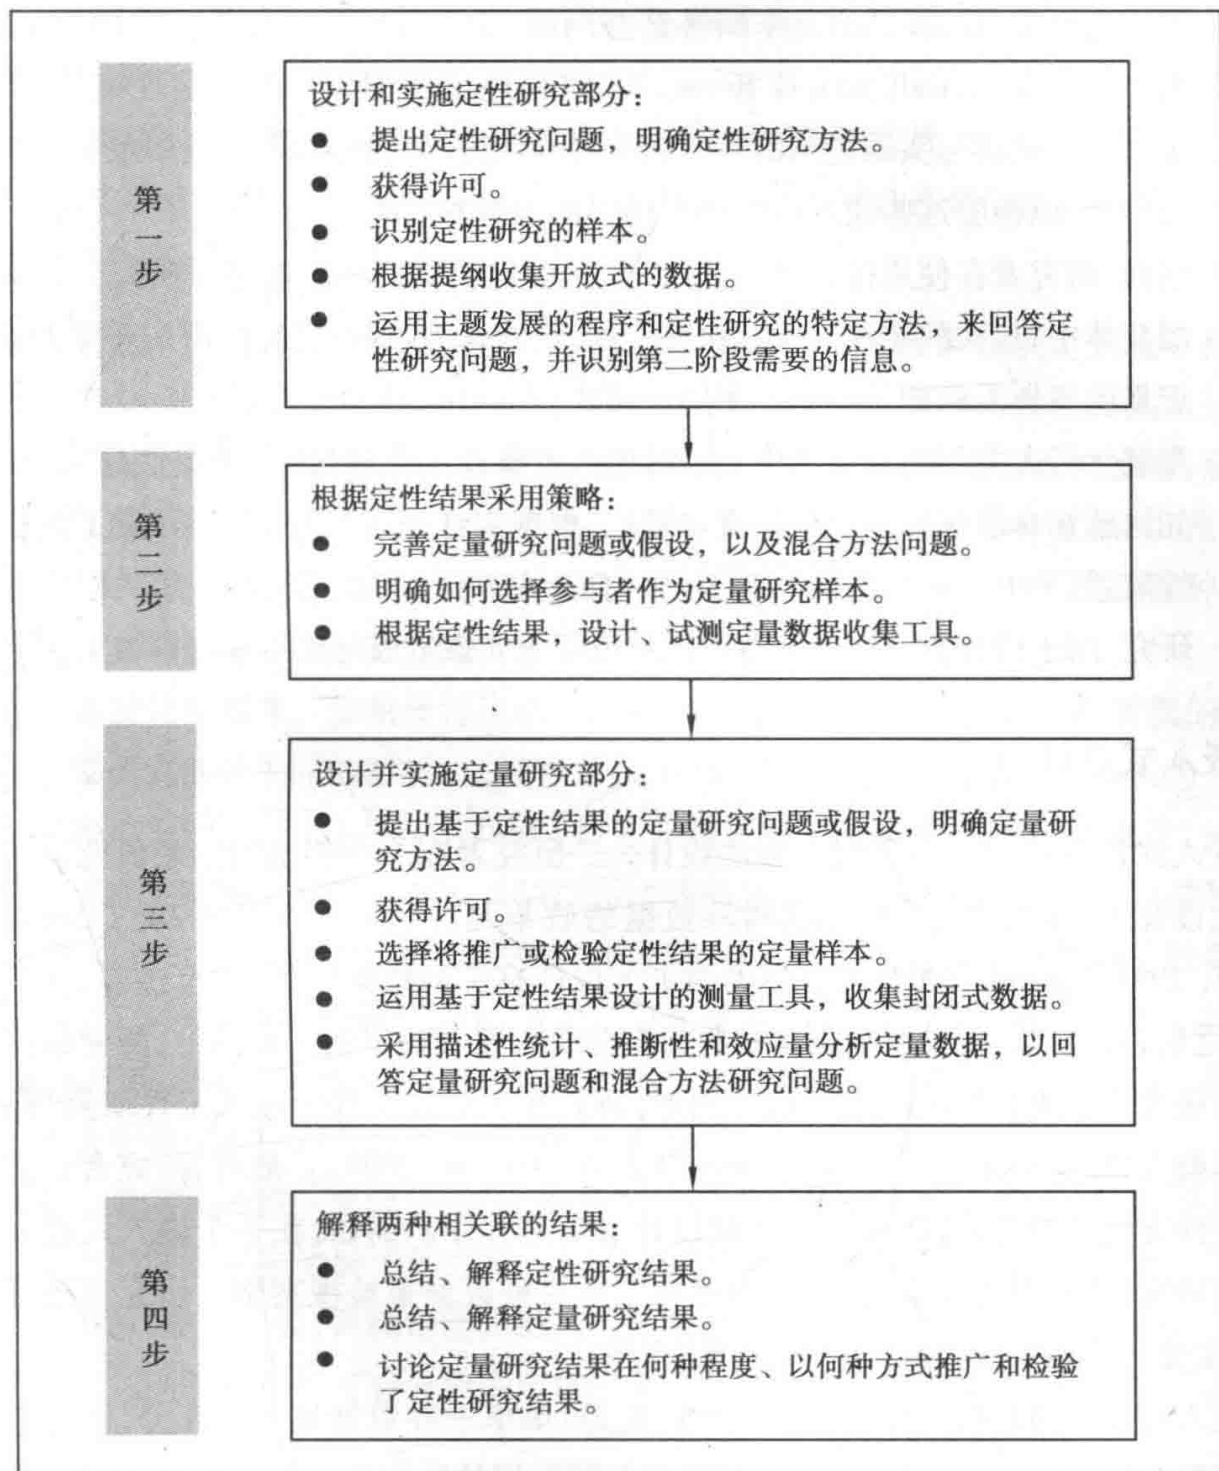 第一步
设计和实施定性研究部分：
● 提出定性研究问题，明确定性研究方法。
● 获得许可。
● 识别定性研究的样本。
● 根据提纲收集开放式的数据。
● 运用主题发展的程序和定性研究的特定方法，来回答定
性研究问题，并识别第二阶段需要的信息。
第二步
根据定性结果采用策略：
● 完善定量研究问题或假设，以及混合方法问题。
● 明确如何选择参与者作为定量研究样本。
● 根据定性结果，设计、试测定量数据收集工具。
第三步
设计并实施定量研究部分：
● 提出基于定性结果的定量研究问题或假设，明确定量研
究方法。
● 获得许可。
● 选择将推广或检验定性结果的定量样本。
● 运用基于定性结果设计的测量工具，收集封闭式数据。
● 采用描述性统计、推断性和效应量分析定量数据，以回
答定量研究问题和混合方法研究问题。
第四步
解释两种相关联的结果：
● 总结、解释定性研究结果。
● 总结、解释定量研究结果。
● 讨论定量研究结果在何种程度、以何种方式推广和检验
了定性研究结果。